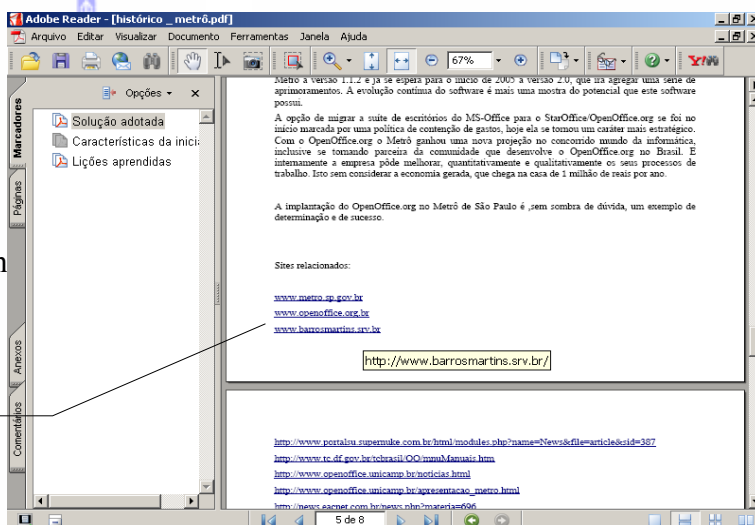 Adobe Reader - [histórico _ metrô.pdf]
Arquivo Editar Visualizar Documento Ferramentas Janela Ajuda
67%
Y!
Opções
Marcadores
Páginas
Anexos
Comentários
Solução adotada
Características da inici
Lições aprendidas
Metrô a versão 1.1.2 e já se espera para o início de 2005 a versão 2.0, que irá agregar uma série de
aprimoramentos. A evolução contínua do software é mais uma mostra do potencial que este software
possui.
A opção de migrar a suíte de escritórios do MS-Office para o StarOffice/OpenOffice.org se foi no
início marcada por uma política de contenção de gastos, hoje ela se tornou um caráter mais estratégico.
Com o OpenOffice.org o Metrô ganhou uma nova projeção no concorrido mundo da informática,
inclusive se tornando parceira da comunidade que desenvolve o OpenOffice.org no Brasil. E
internamente a empresa pôde melhorar, quantitativamente e qualitativamente os seus processos de
trabalho. Isto sem considerar a economia gerada, que chega na casa de 1 milhão de reais por ano.
A implantação do OpenOffice.org no Metrô de São Paulo é ,sem sombra de dúvida, um exemplo de
determinação e de sucesso.
Sites relacionados:
www.metro.sp.gov.br
www.openoffice.org.br
www.barrosmartins.srv.br
http://www.barrosmartins.srv.br/
http://www.portalsu.supernuke.com.br/html/modules.php?name=News&file=article&sid=387
http://www.tc.df.gov.br/tcbrasil/OO/mnuManuais.htm
http://www.openoffice.unicamp.br/noticias.html
http://www.openoffice.unicamp.br/apresentacao_metro.html
http://news.eacnet.com.br/news.php?materia=696
5 de 8